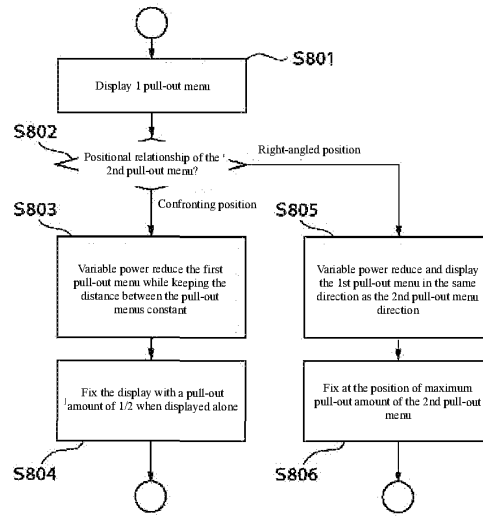 S801
Display 1 pull-out menu
S802
Positional relationship of the
2nd pull-out menu?
Right-angled position
Confronting position
S803
Variable power reduce the first
pull-out menu while keeping the
distance between the pull-out
menus constant
S805
Variable power reduce and display
the 1st pull-out menu in the same
direction as the 2nd pull-out menu
direction
Fix the display with a pull-out
amount of 1/2 when displayed alone
S804
Fix at the position of maximum
pull-out amount of the 2nd pull-out
menu
S806